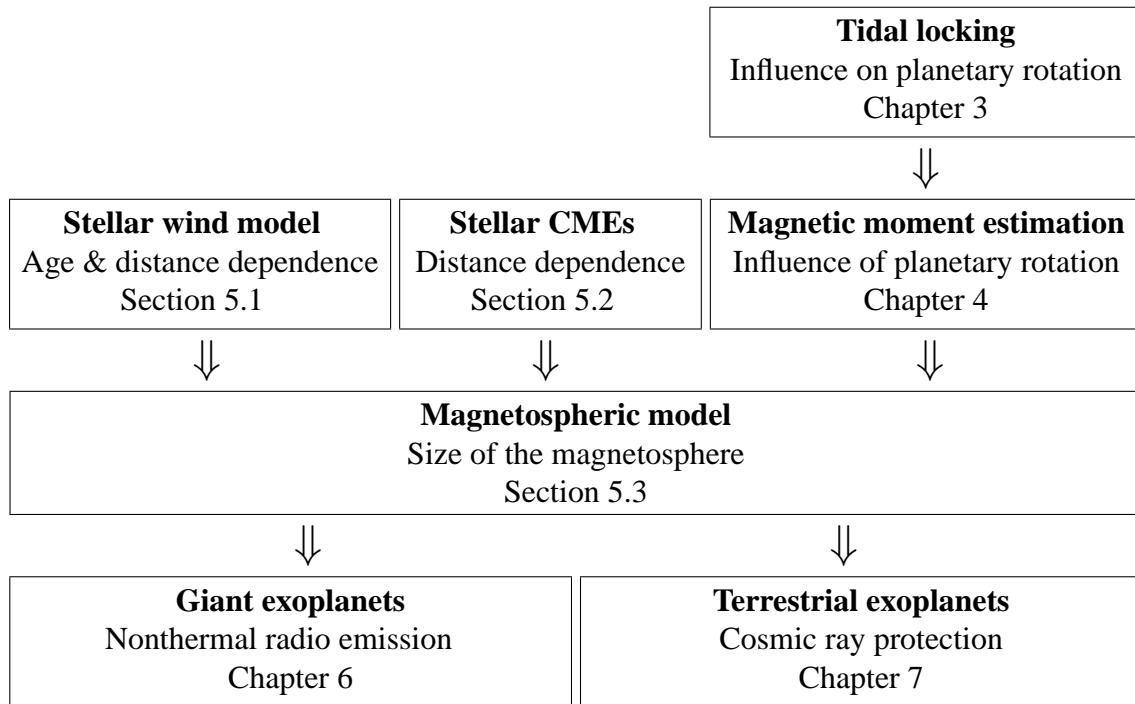 Tidal locking
Influence on planetary rotation
Chapter 3
⇓
Stellar wind model
Age & distance dependence
Section 5.1
Stellar CMEs
Distance dependence
Section 5.2
Magnetic moment estimation
Influence of planetary rotation
Chapter 4
⇓ ⇓ ⇓
Magnetospheric model
Size of the magnetosphere
Section 5.3
⇓ ⇓
Giant exoplanets
Nonthermal radio emission
Chapter 6
Terrestrial exoplanets
Cosmic ray protection
Chapter 7